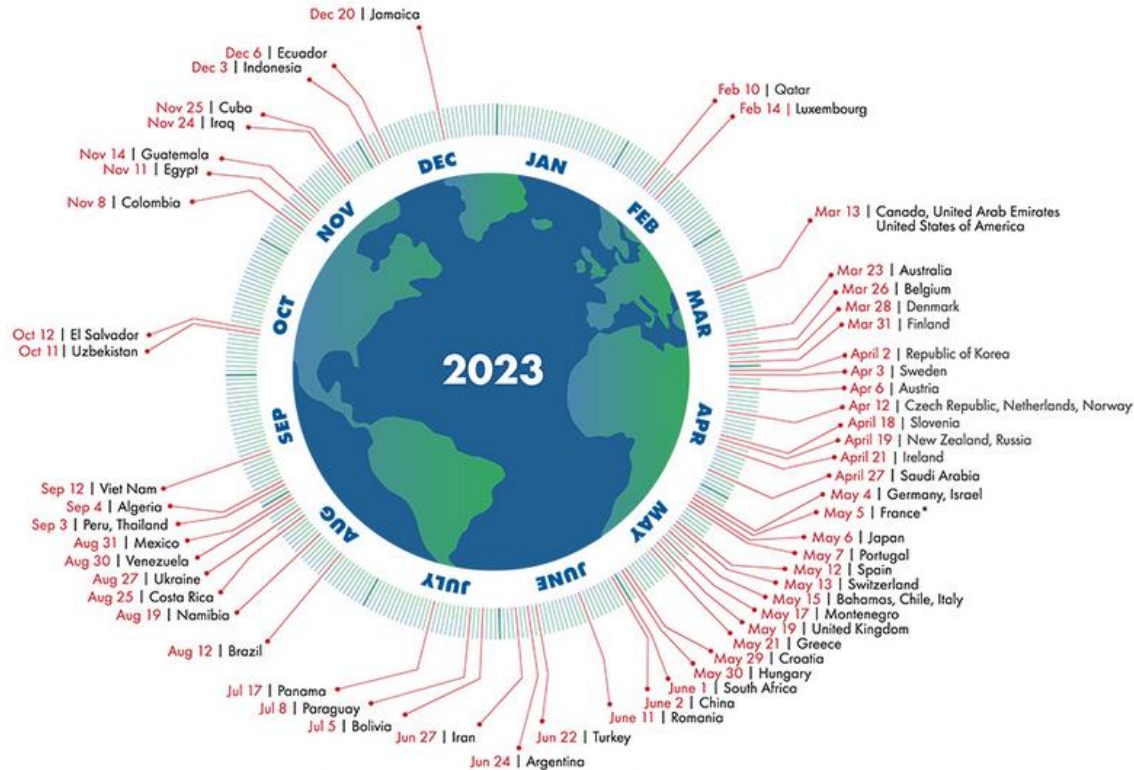 Dec 20 | Jamaica
Dec 6 | Ecuador
Dec 3 | Indonesia
Nov 25 | Cuba
Nov 24 | Iraq
Nov 14 | Guatemala
Nov 11 | Egypt
Nov 8 | Colombia
Oct 12 | El Salvador
Oct 11 | Uzbekistan
Sep 12 | Viet Nam
Sep 4 | Algeria
Sep 3 | Peru, Thailand
Aug 31 | Mexico
Aug 30 | Venezuela
Aug 27 | Ukraine
Aug 25 | Costa Rica
Aug 19 | Namibia
Aug 12 | Brazil
Jul 17 | Panama
Jul 8 | Paraguay
Jul 5 | Bolivia
Jun 27 | Iran
Jun 24 | Argentina
Jun 22 | Turkey
Feb 10 | Qatar
Feb 14 | Luxembourg
Mar 13 | Canada, United Arab Emirates
United States of America
Mar 23 | Australia
Mar 26 | Belgium
Mar 28 | Denmark
Mar 31 | Finland
April 2 | Republic of Korea
Apr 3 | Sweden
Apr 6 | Austria
Apr 12 | Czech Republic, Netherlands, Norway
April 18 | Slovenia
April 19 | New Zealand, Russia
April 21 | Ireland
April 27 | Saudi Arabia
May 4 | Germany, Israel
May 5 | France*
May 6 | Japan
May 7 | Portugal
May 12 | Spain
May 13 | Switzerland
May 15 | Bahamas, Chile, Italy
May 17 | Montenegro
May 19 | United Kingdom
May 21 | Greece
May 29 | Croatia
May 30 | Hungary
June 1 | South Africa
June 2 | China
June 11 | Romania
JAN
FEB
MAR
APR
MAY
JUNE
JULY
AUG
SEP
OCT
NOV
DEC
2023